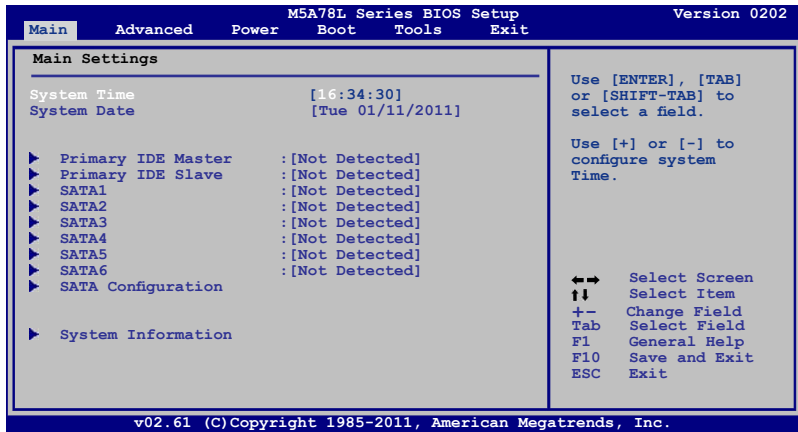 M5A78L Series BIOS Setup Version 0202
Main Advanced Power Boot Tools Exit
Main Settings
System Time [16:34:30]
System Date [Tue 01/11/2011]
Primary IDE Master :[Not Detected]
Primary IDE Slave :[Not Detected]
SATA1 :[Not Detected]
SATA2 :[Not Detected]
SATA3 :[Not Detected]
SATA4 :[Not Detected]
SATA5 :[Not Detected]
SATA6 :[Not Detected]
SATA Configuration
System Information
Use [ENTER], [TAB]
or [SHIFT-TAB] to
select a field.
Use [+] or [-] to
configure system
Time.
←→ Select Screen
↑↓ Select Item
+- Change Field
Tab Select Field
F1 General Help
F10 Save and Exit
ESC Exit
v02.61 (C)Copyright 1985-2011, American Megatrends, Inc.